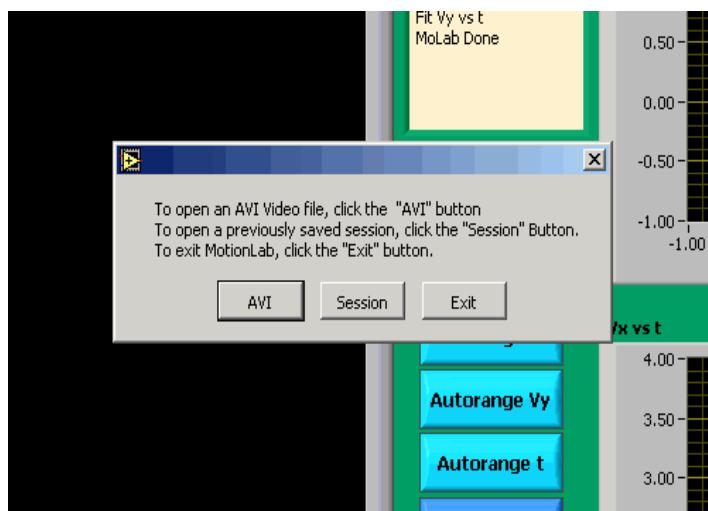 Fit Vy vs t
MoLab Done
0.50
0.00
-0.50
-1.00
-1.00
To open an AVI Video file, click the "AVI" button
To open a previously saved session, click the "Session" Button.
To exit MotionLab, click the "Exit" button.
AVI
Session
Exit
Vx vs t
4.00
Autorange Vy
3.50
Autorange t
3.00